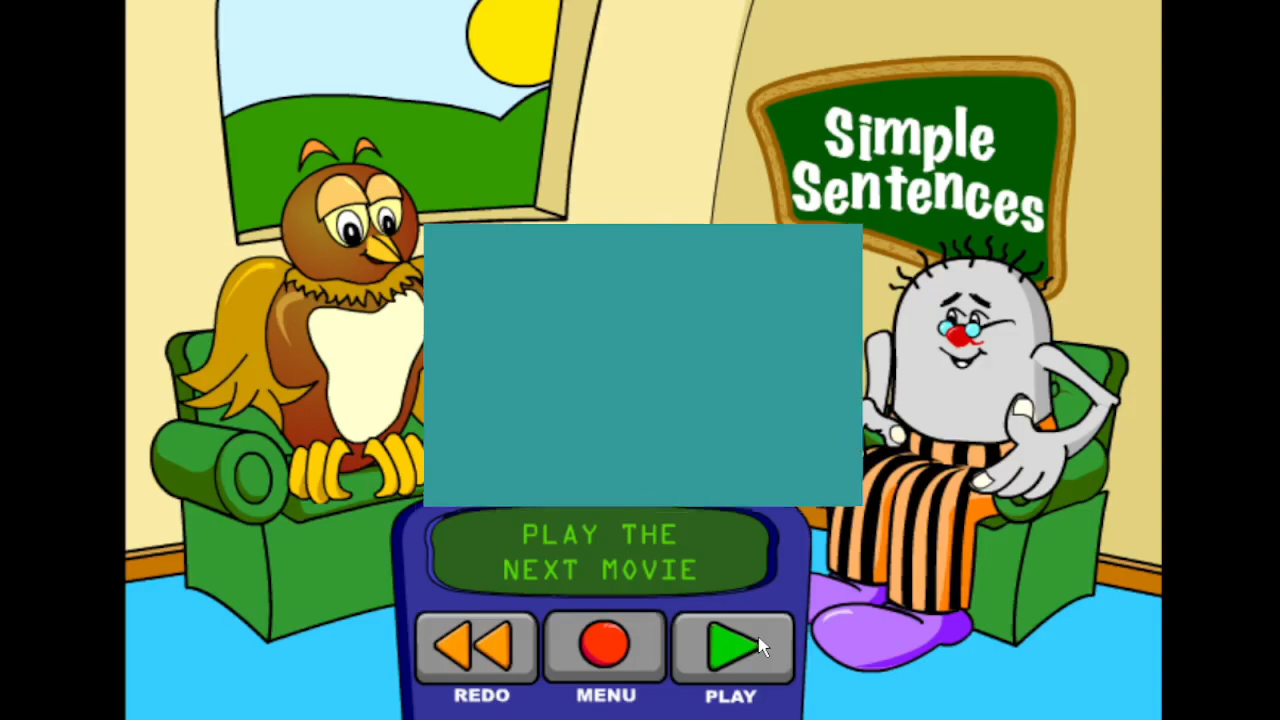 Simple
Sentences
PLAY THE
NEXT MOVIE
REDO
MENU
PLAY